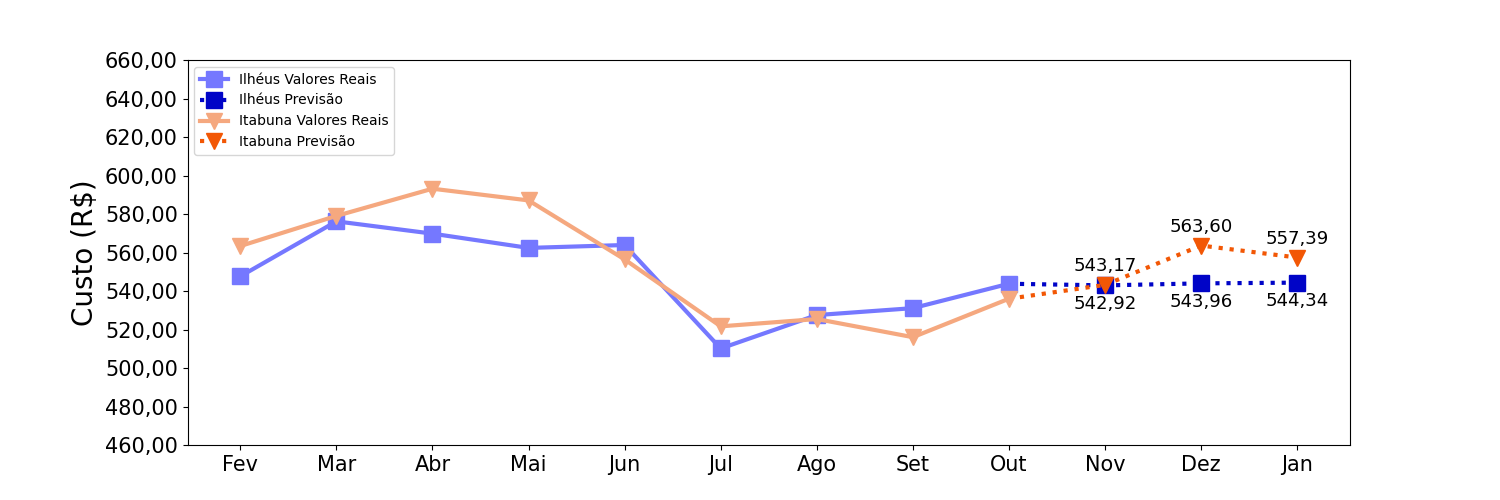 660,00
640,00
620,00
600,00
580,00
560,00
540,00
520,00
500,00
480,00
460,00
Custo (R$)
Ilhéus Valores Reais
Ilhéus Previsão
Itabuna Valores Reais
Itabuna Previsão
543,17
563,60
557,39
542,92
543,96
544,34
Fev Mar Abr Mai Jun Jul Ago Set Out Nov Dez Jan